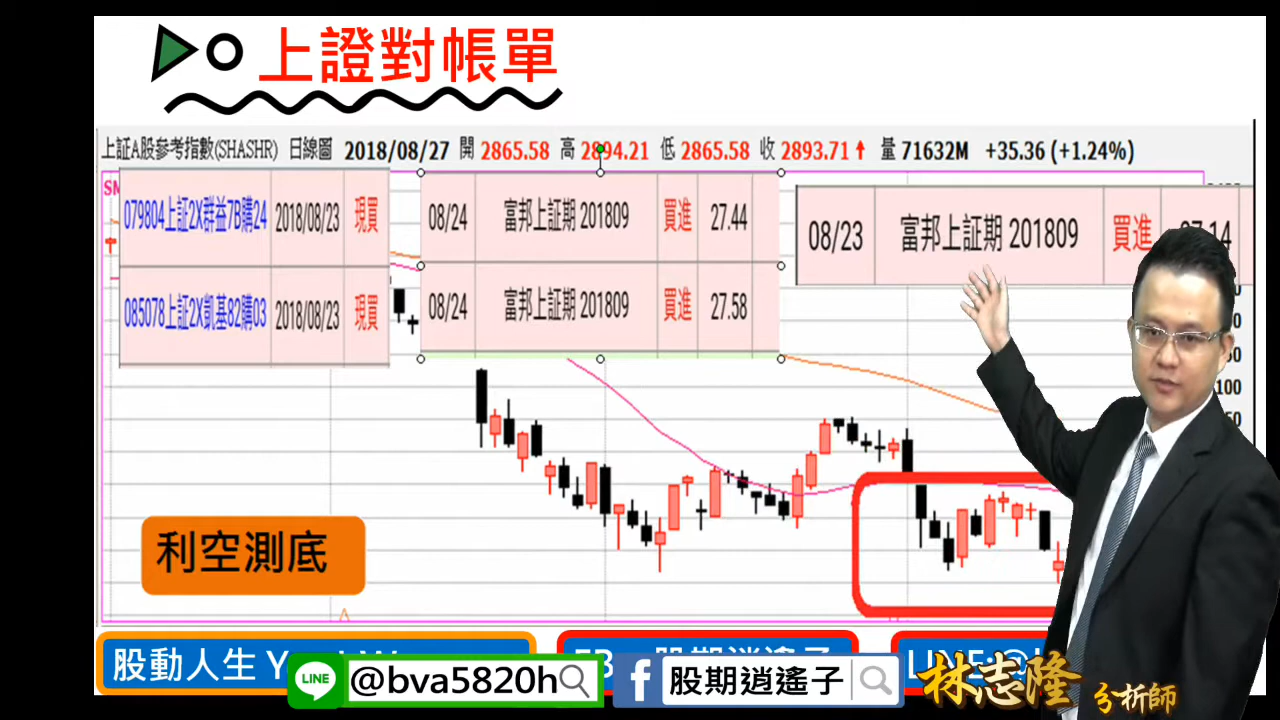 上證對帳單
上証A股參考指數(SHASHR) 日線圖 2018/08/27 開 2865.58 高 2894.21 低 2865.58 收 2893.71 量 71632M +35.36 (+1.24%)
079804上証2X群益7B購24 2018/08/23 現買
085078上証2X凱基82購03 2018/08/23 現買
08/24 富邦上証期 201809 買進 27.44
08/24 富邦上証期 201809 買進 27.58
08/23 富邦上証期 201809 買進
利空測底
股動人生
LINE @bva5820h
f 股期逍遙子
林志隆 分析師